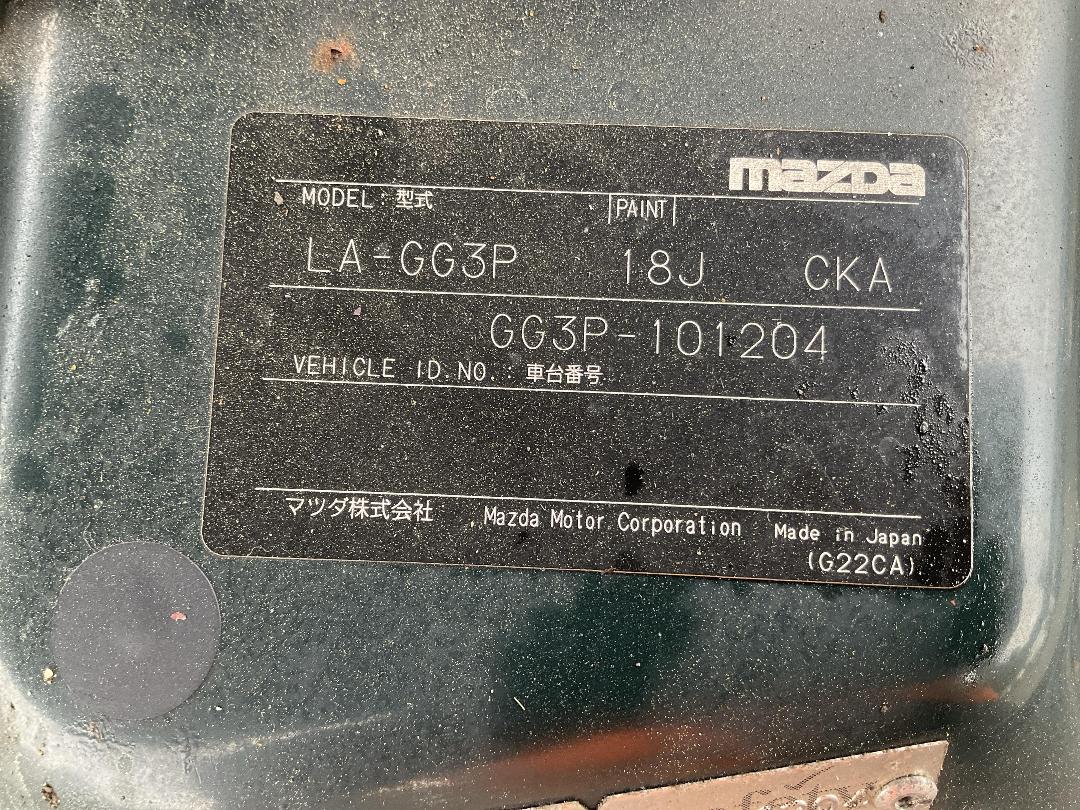 mazda
MODEL : 型式 PAINT
LA-GG3P 18J CKA
GG3P-101204
VEHICLE ID.NO. : 車台番号
マツダ株式会社 Mazda Motor Corporation Made in Japan
(G22CA)